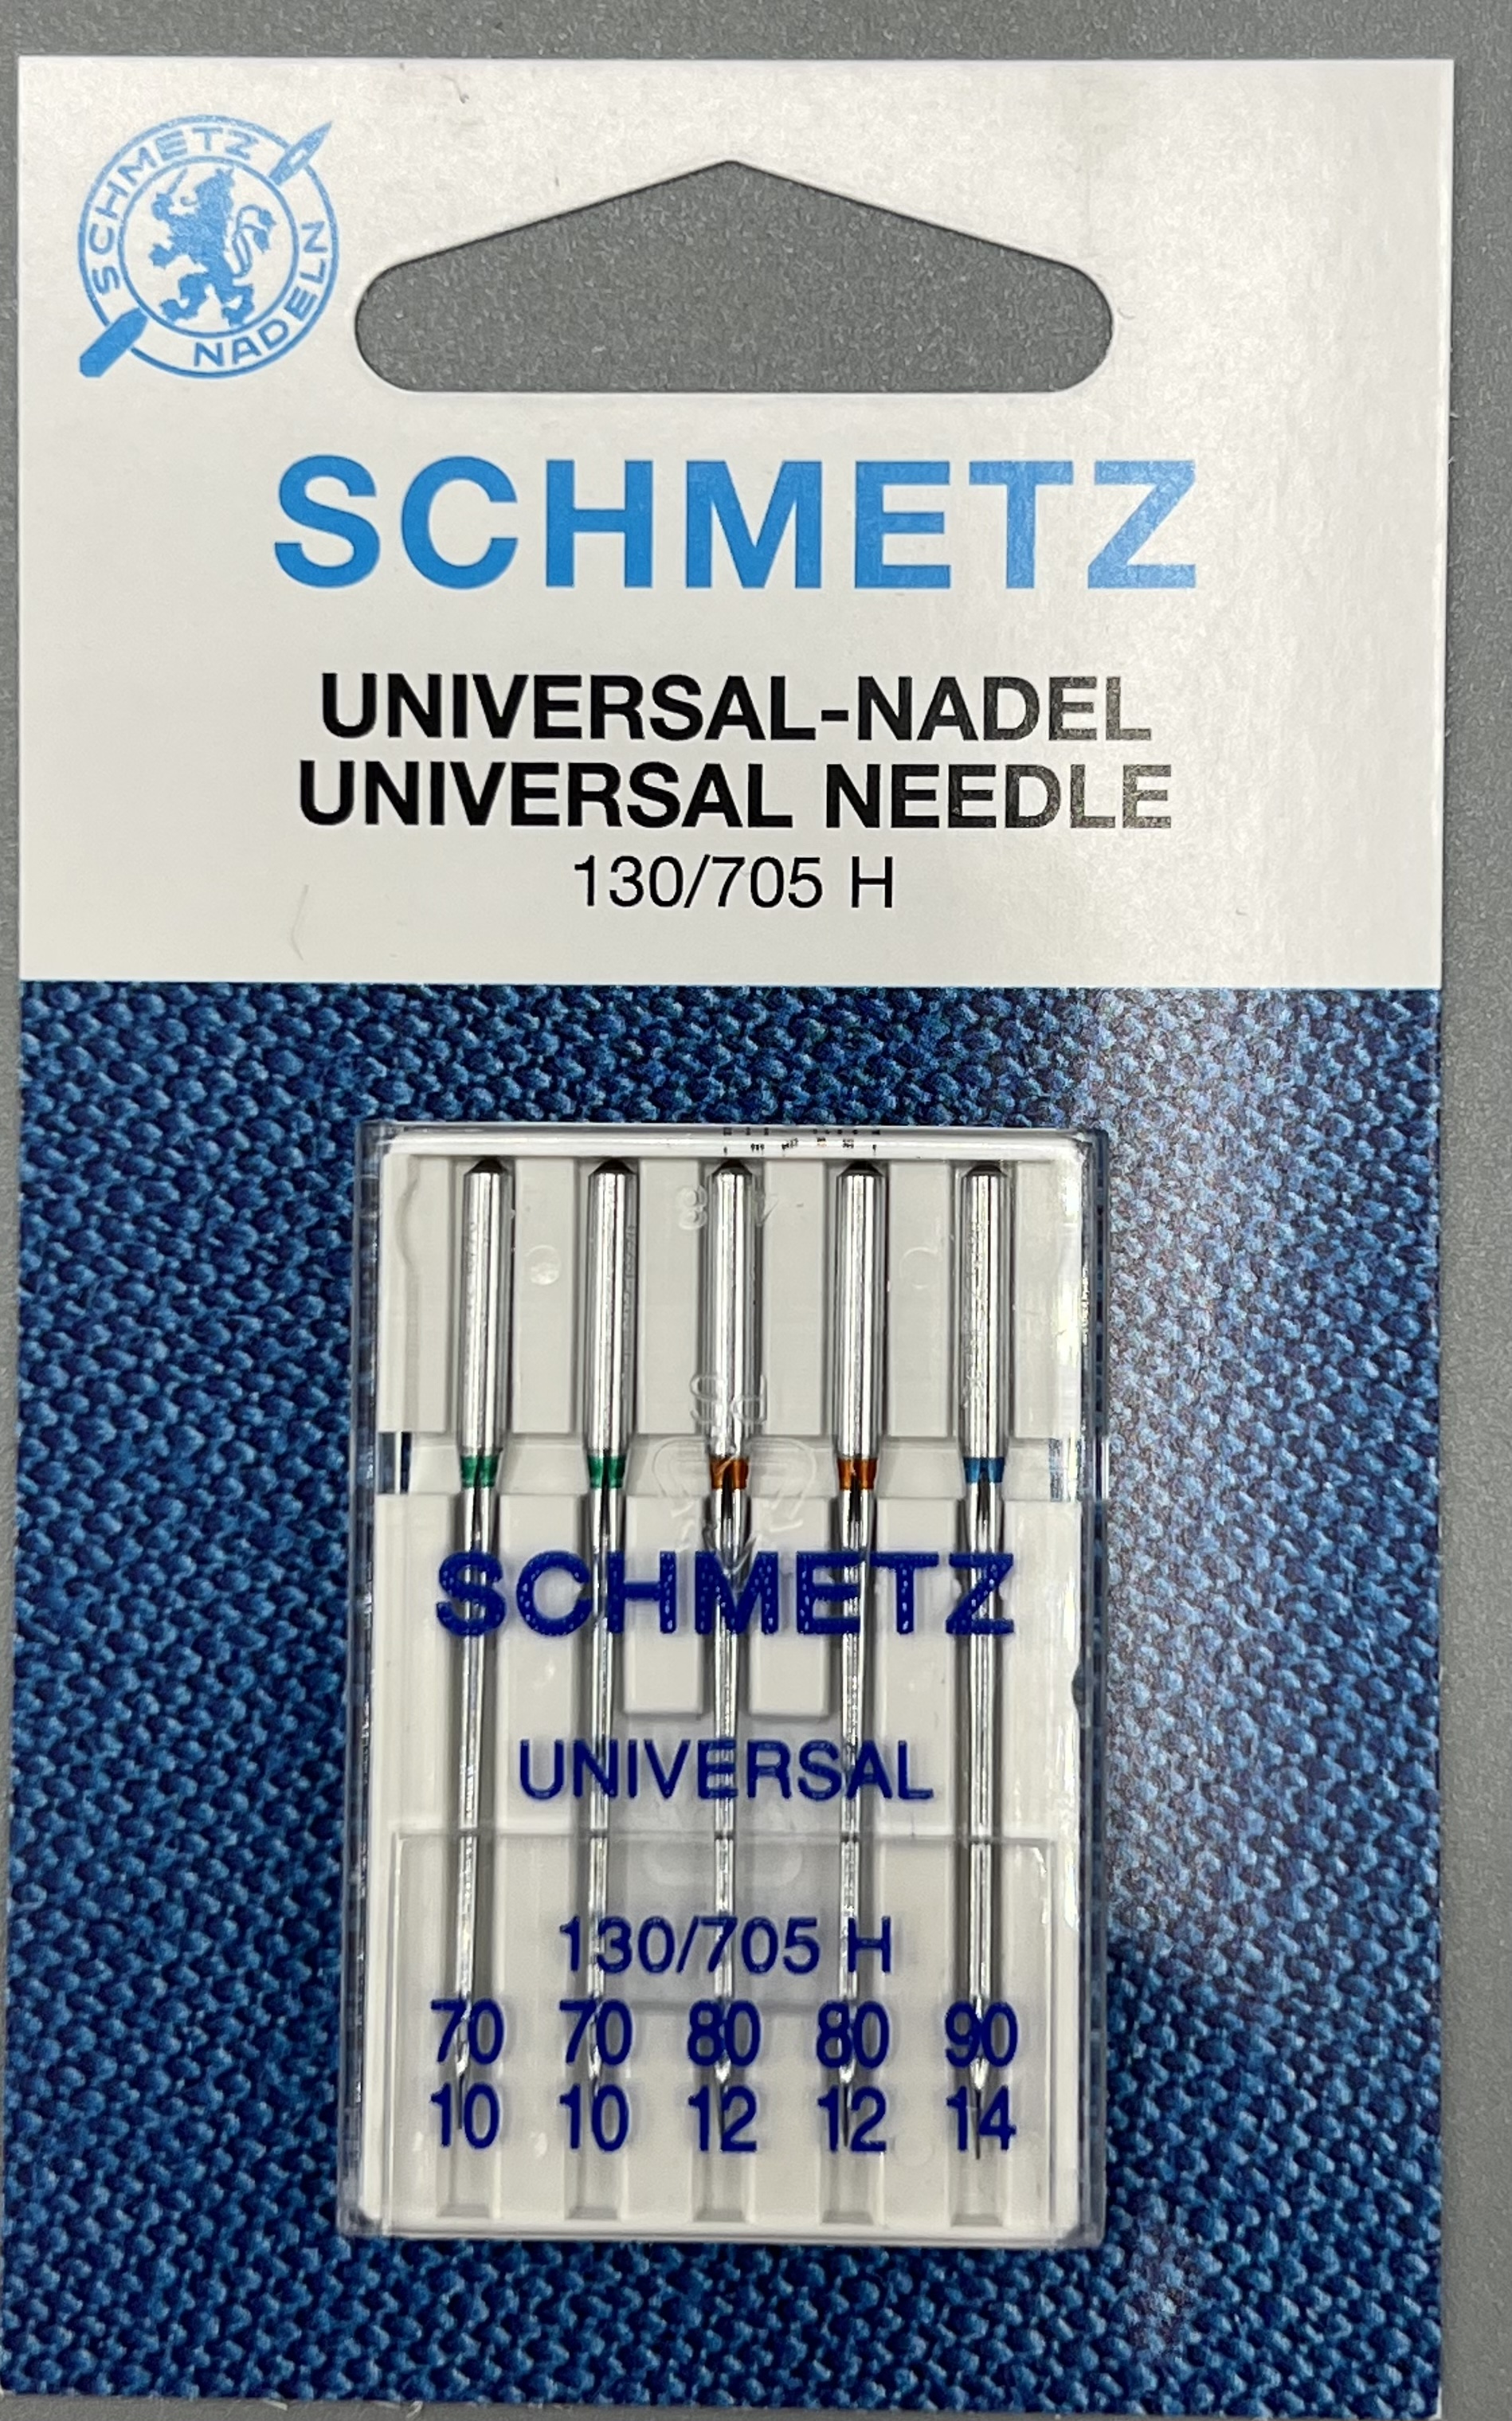 SCHMETZ
NADELN
SCHMETZ
UNIVERSAL-NADEL
UNIVERSAL NEEDLE
130/705 H
SCHMETZ
UNIVERSAL
130/705 H
70 70 80 80 90
10 10 12 12 14